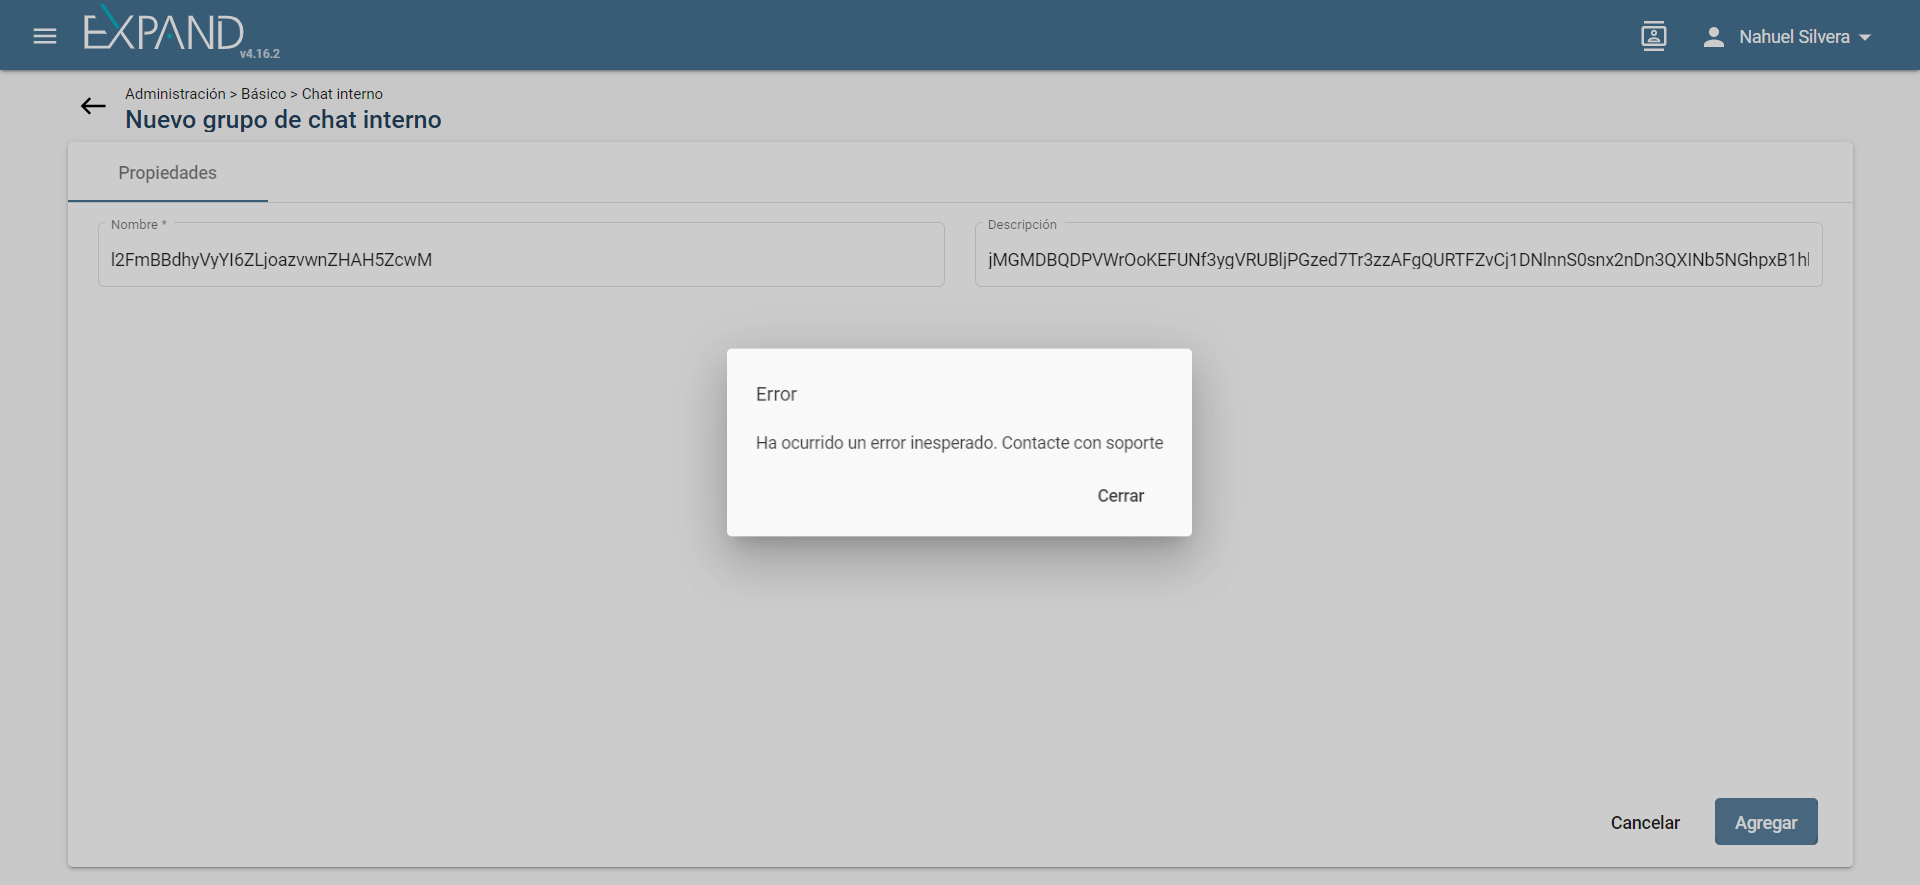 EXPAND
v4.16.2
Nahuel Silvera
Administración > Básico > Chat interno
Nuevo grupo de chat interno
Propiedades
Nombre *
Descripción
l2FmBBdhyVyYI6ZLjoazvwnZHAH5ZcwM
Error
Ha ocurrido un error inesperado. Contacte con soporte
Cerrar
Cancelar
Agregar